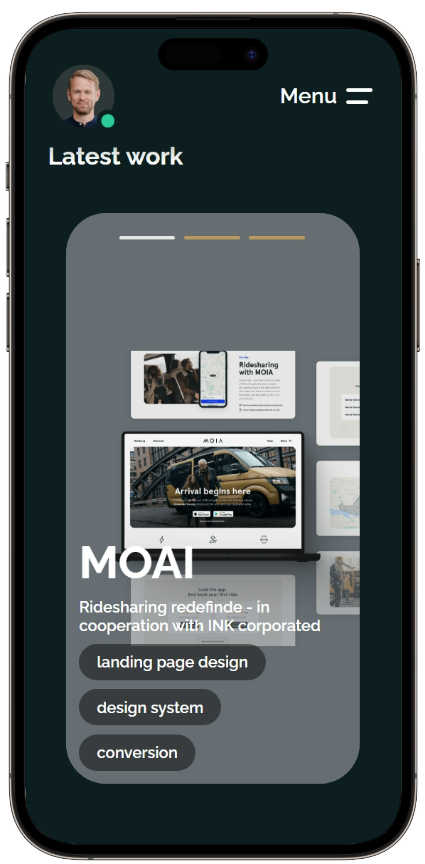 Menu
Latest work
Ridesharing
with MOIA
MOIA
Arrival begins here
MOAI
Ridesharing redefinde - in
cooperation with INK corporated
landing page design
design system
conversion